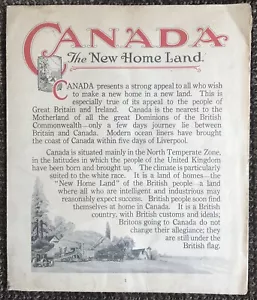 CANADA
The "New Home Land"
CANADA presents a strong appeal to all who wish
to make a new home in a new land. This is
especially true of its appeal to the people of
Great Britain and Ireland. Canada is the nearest to the
Motherland of all the great Dominions of the British
Commonwealth—only a few days journey lie between
Britain and Canada. Modern ocean liners have brought
the coast of Canada within five days of Liverpool.
Canada is situated mainly in the North Temperate Zone,
in the latitudes in which the people of the United Kingdom
have been born and brought up. The climate is particularly
suited to the white race. It is a land of homes—the
"New Home Land" of the British people—a land
where all who are intelligent and industrious may
reasonably expect success. British people soon find
themselves at home in Canada. It is a British
country, with British customs and ideals;
Britons going to Canada do not
change their allegiance; they
are still under the
British flag.